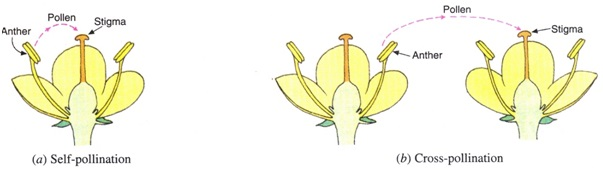 Pollen
Stigma
Anther
(a) Self-pollination
Pollen
Stigma
Anther
(b) Cross-pollination